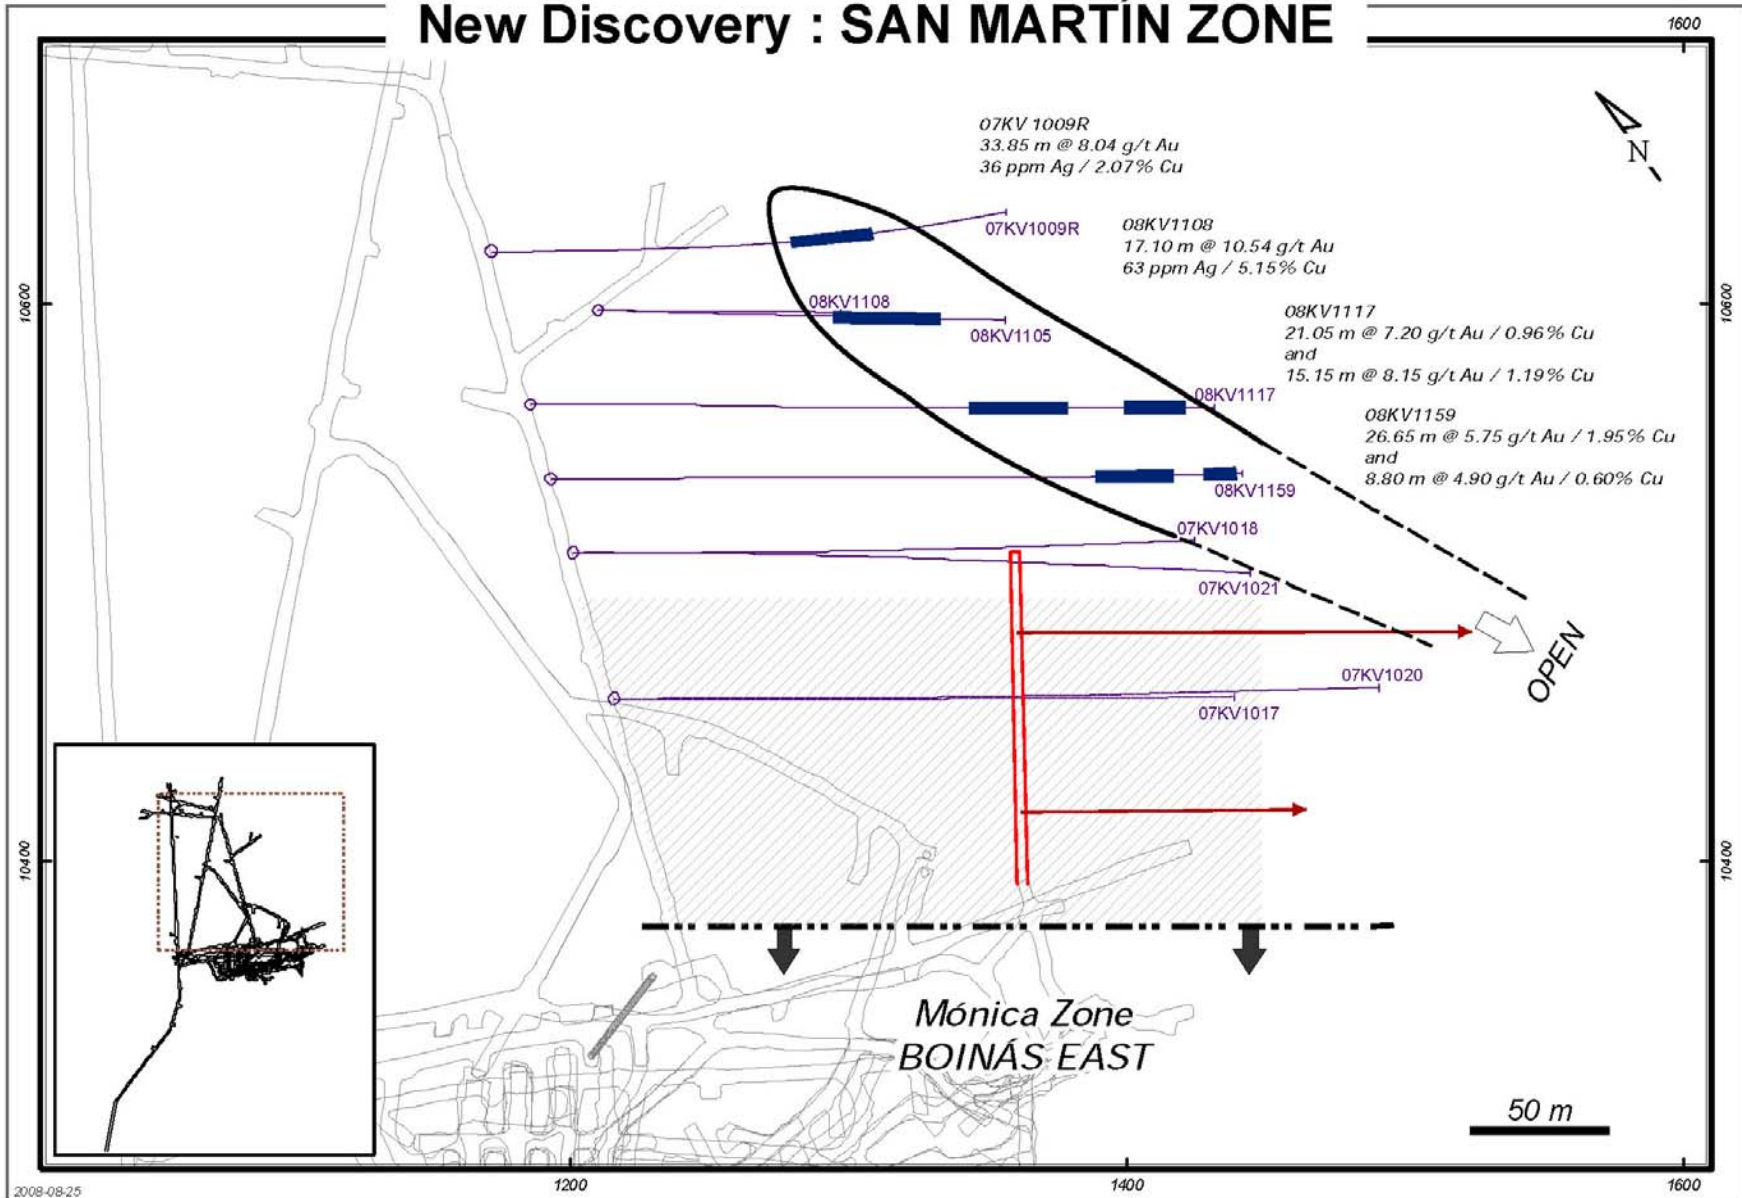 New Discovery : SAN MARTÍN ZONE
1600
07KV 1009R
33.85 m @ 8.04 g/t Au
36 ppm Ag / 2.07% Cu
N
07KV1009R
08KV1108
17.10 m @ 10.54 g/t Au
63 ppm Ag / 5.15% Cu
10600
08KV1108
08KV1105
10600
08KV1117
21.05 m @ 7.20 g/t Au / 0.96% Cu
and
15.15 m @ 8.15 g/t Au / 1.19% Cu
08KV1117
08KV1159
26.65 m @ 5.75 g/t Au / 1.95% Cu
and
8.80 m @ 4.90 g/t Au / 0.60% Cu
08KV1159
07KV1018
07KV1021
OPEN
07KV1020
07KV1017
10400
10400
Mónica Zone
BOINÁS EAST
50 m
1200
1400
1600
2008-08-25